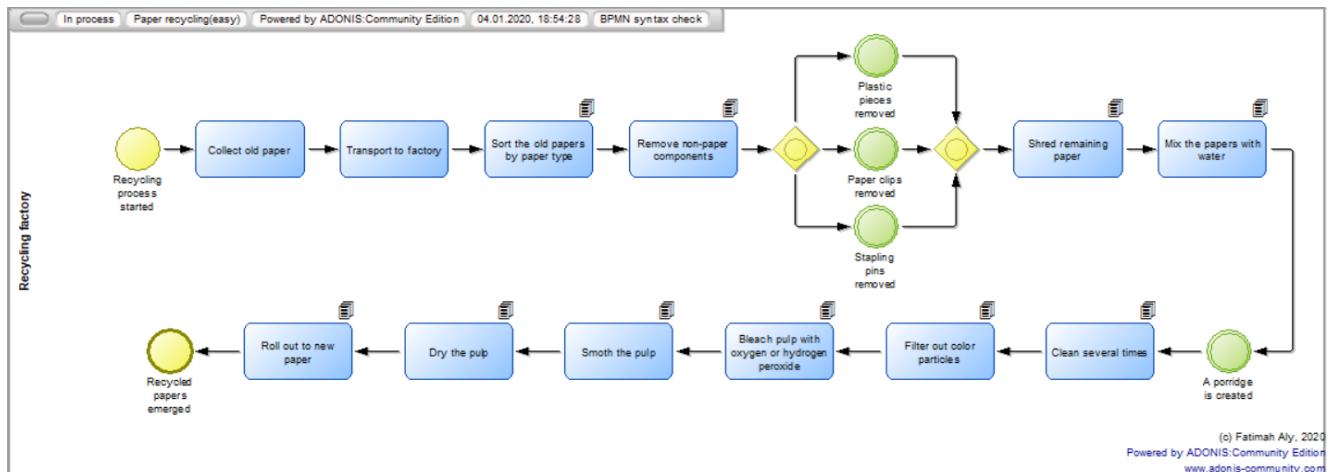 In process
Paper recycling(easy)
Powered by ADONIS:Community Edition
04.01.2020, 18:54:28
BPMN syntax check
Recycling factory
Recycling
process
started
Collect old paper
Transport to factory
Sort the old papers
by paper type
Remove non-paper
components
Plastic
pieces
removed
Paper clips
removed
Stapling
pins
removed
Shred remaining
paper
Mix the papers with
water
A porridge
is created
Clean several times
Filter out color
particles
Bleach pulp with
oxygen or hydrogen
peroxide
Smoth the pulp
Dry the pulp
Roll out to new
paper
Recycled
papers
emerged
(c) Fatimah Aly, 2020
Powered by ADONIS:Community Edition
www.adonis-community.com